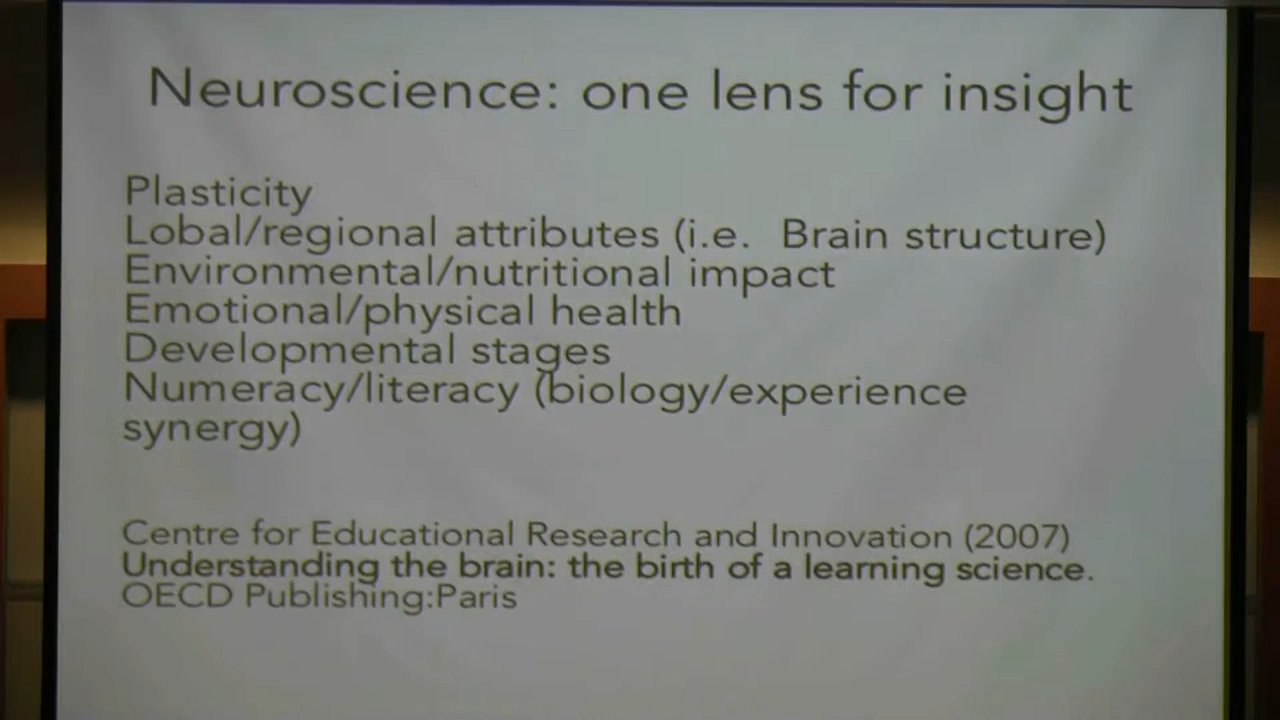 Neuroscience: one lens for insight
Plasticity
Lobal/regional attributes (i.e. Brain structure)
Environmental/nutritional impact
Emotional/physical health
Developmental stages
Numeracy/literacy (biology/experience
synergy)
Centre for Educational Research and Innovation (2007)
Understanding the brain: the birth of a learning science.
OECD Publishing:Paris